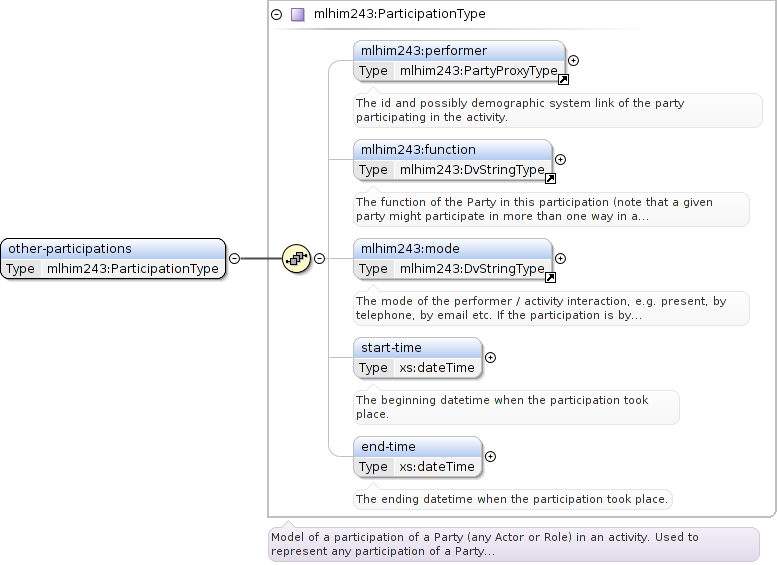 mlhim243:ParticipationType
mlhim243:performer
Type mlhim243:PartyProxyType
The id and possibly demographic system link of the party
participating in the activity.
mlhim243:function
Type mlhim243:DvStringType
The function of the Party in this participation (note that a given
party might participate in more than one way in a...
other-participations
Type mlhim243:ParticipationType
mlhim243:mode
Type mlhim243:DvStringType
The mode of the performer / activity interaction, e.g. present, by
telephone, by email etc. If the participation is by...
start-time
Type xs:dateTime
The beginning datetime when the participation took
place.
end-time
Type xs:dateTime
The ending datetime when the participation took place.
Model of a participation of a Party (any Actor or Role) in an activity. Used to
represent any participation of a Party...